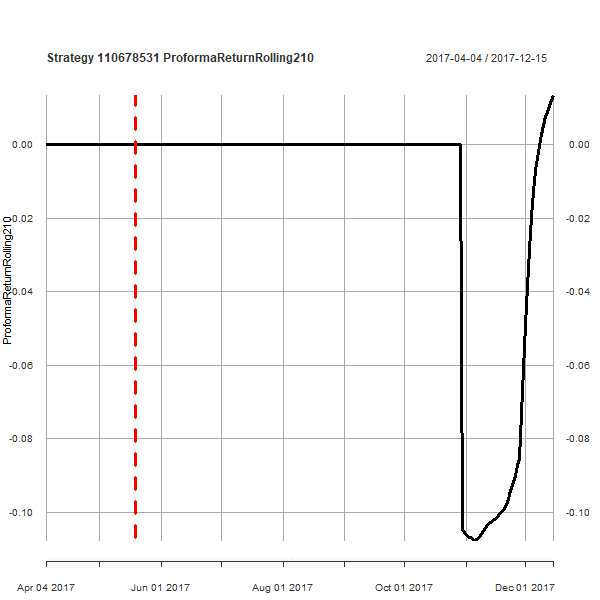 Strategy 110678531 ProformaReturnRolling210
2017-04-04 / 2017-12-15
ProformaReturnRolling210
0.00 0.00
-0.02 -0.02
-0.04 -0.04
-0.06 -0.06
-0.08 -0.08
-0.10 -0.10
Apr 04 2017 Jun 01 2017 Aug 01 2017 Oct 01 2017 Dec 01 2017